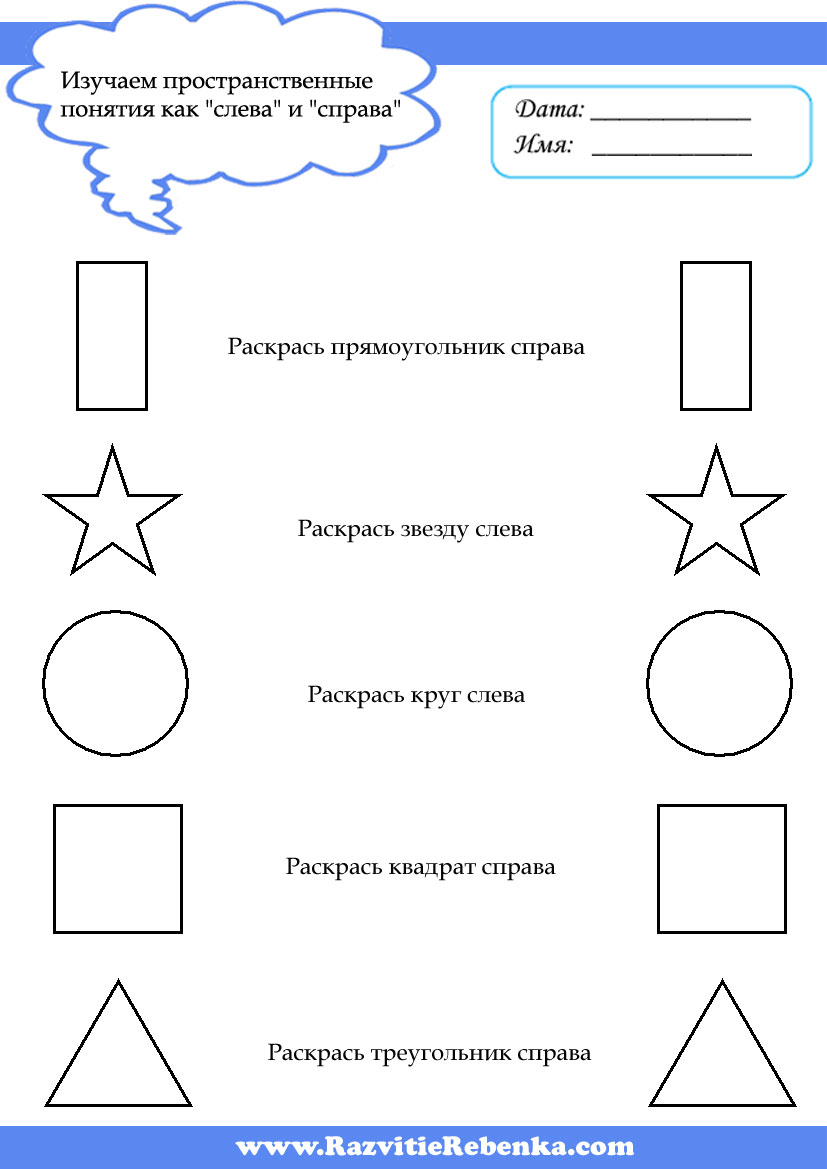 Изучаем пространственные
понятия как "слева" и "справа"
Дата: ____________
Имя: ____________
Раскрась прямоугольник справа
Раскрась звезду слева
Раскрась круг слева
Раскрась квадрат справа
Раскрась треугольник справа
www.RazvitieRebenka.com